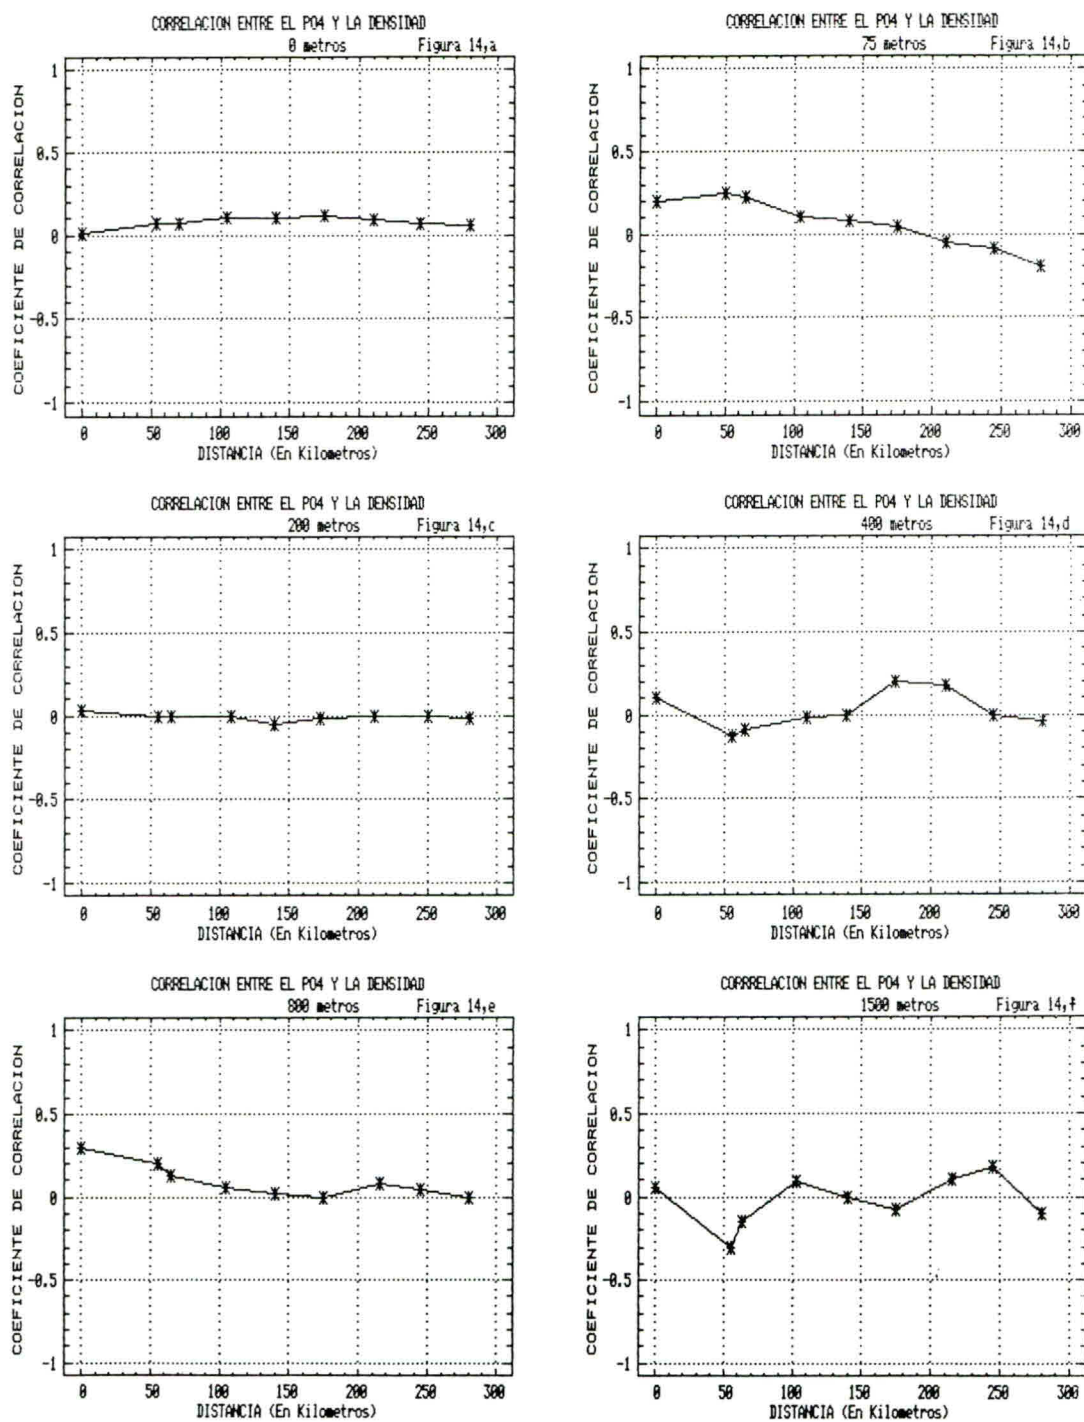 CORRELACION ENTRE EL PO4 Y LA DENSIDAD
0 metros Figura 14,a
COEFICIENTE DE CORRELACION
1
0.5
0
-0.5
-1
0 50 100 150 200 250 300
DISTANCIA (En Kilometros)
CORRELACION ENTRE EL PO4 Y LA DENSIDAD
75 metros Figura 14,b
COEFICIENTE DE CORRELACION
1
0.5
0
-0.5
-1
0 50 100 150 200 250 300
DISTANCIA (En Kilometros)
CORRELACION ENTRE EL PO4 Y LA DENSIDAD
200 metros Figura 14,c
COEFICIENTE DE CORRELACION
1
0.5
0
-0.5
-1
0 50 100 150 200 250 300
DISTANCIA (En Kilometros)
CORRELACION ENTRE EL PO4 Y LA DENSIDAD
400 metros Figura 14,d
COEFICIENTE DE CORRELACION
1
0.5
0
-0.5
-1
0 50 100 150 200 250 300
DISTANCIA (En Kilometros)
CORRELACION ENTRE EL PO4 Y LA DENSIDAD
800 metros Figura 14,e
COEFICIENTE DE CORRELACION
1
0.5
0
-0.5
-1
0 50 100 150 200 250 300
DISTANCIA (En Kilometros)
CORRRELACION ENTRE EL PO4 Y LA DENSIDAD
1500 metros Figura 14,f
COEFICIENTE DE CORRELACION
1
0.5
0
-0.5
-1
0 50 100 150 200 250 300
DISTANCIA (En Kilometros)